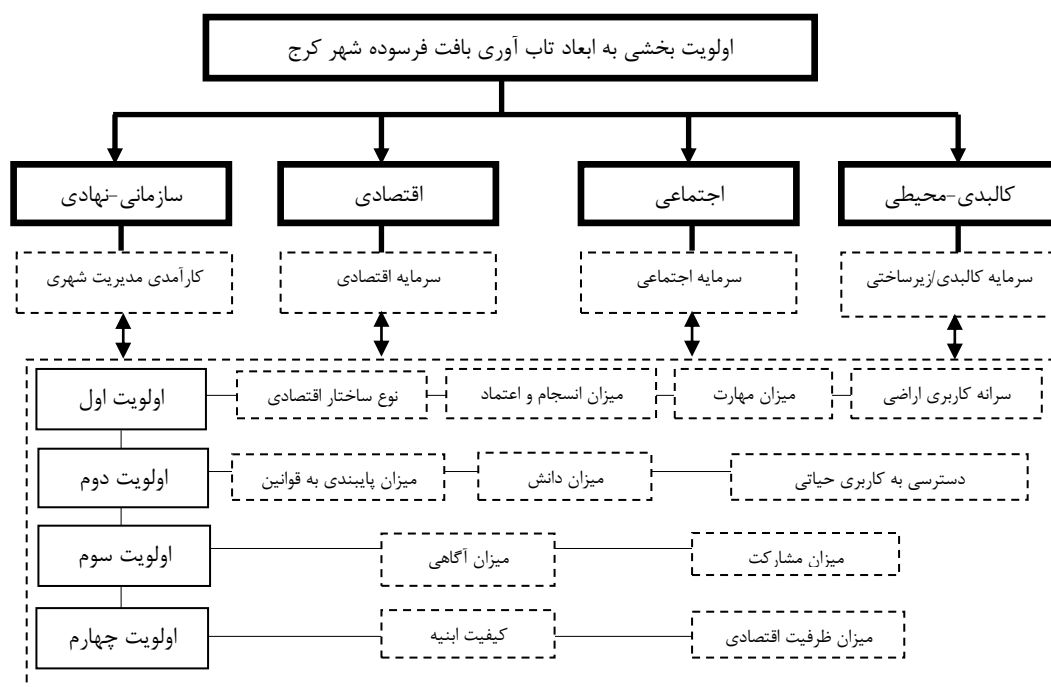 اولویت بخشی به ابعاد تاب آوری بافت فرسوده شهر کرج
کالبدی-محیطی
اجتماعی
اقتصادی
سازمانی-نهادی
سرمایه کالبدی/زیرساختی
سرمایه اجتماعی
سرمایه اقتصادی
کارآمدی مدیریت شهری
سرانه کاربری اراضی
میزان مهارت
میزان انسجام و اعتماد
نوع ساختار اقتصادی
اولویت اول
دسترسی به کاربری حیاتی
میزان دانش
میزان پایبندی به قوانین
اولویت دوم
میزان مشارکت
میزان آگاهی
اولویت سوم
میزان ظرفیت اقتصادی
کیفیت ابنیه
اولویت چهارم